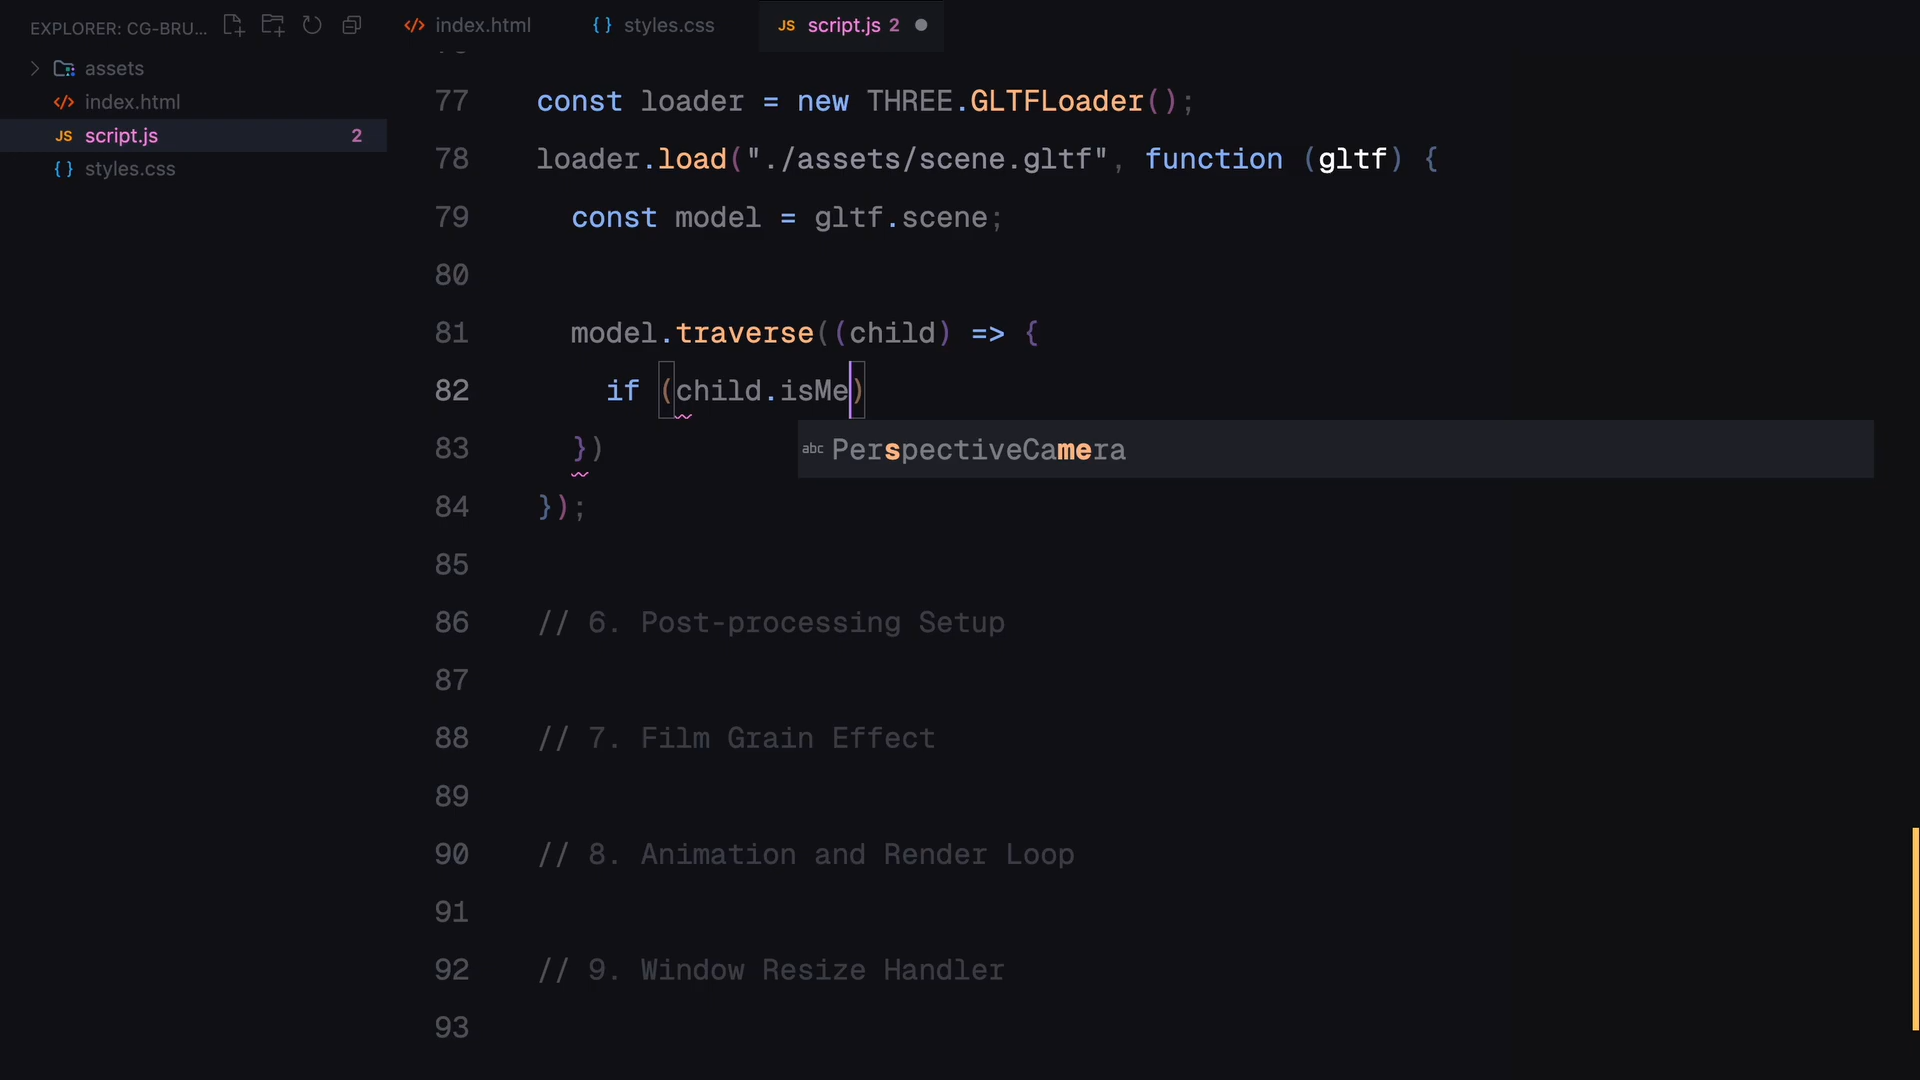 EXPLORER: CG-BRU...
index.html
styles.css
script.js 2
assets
index.html
script.js 2
styles.css
77 const loader = new THREE.GLTFLoader();
78 loader.load("./assets/scene.gltf", function (gltf) {
79 const model = gltf.scene;
80
81 model.traverse((child) => {
82 if (child.isMe)
abc PerspectiveCamera
83 })
84 });
85
86 // 6. Post-processing Setup
87
88 // 7. Film Grain Effect
89
90 // 8. Animation and Render Loop
91
92 // 9. Window Resize Handler
93